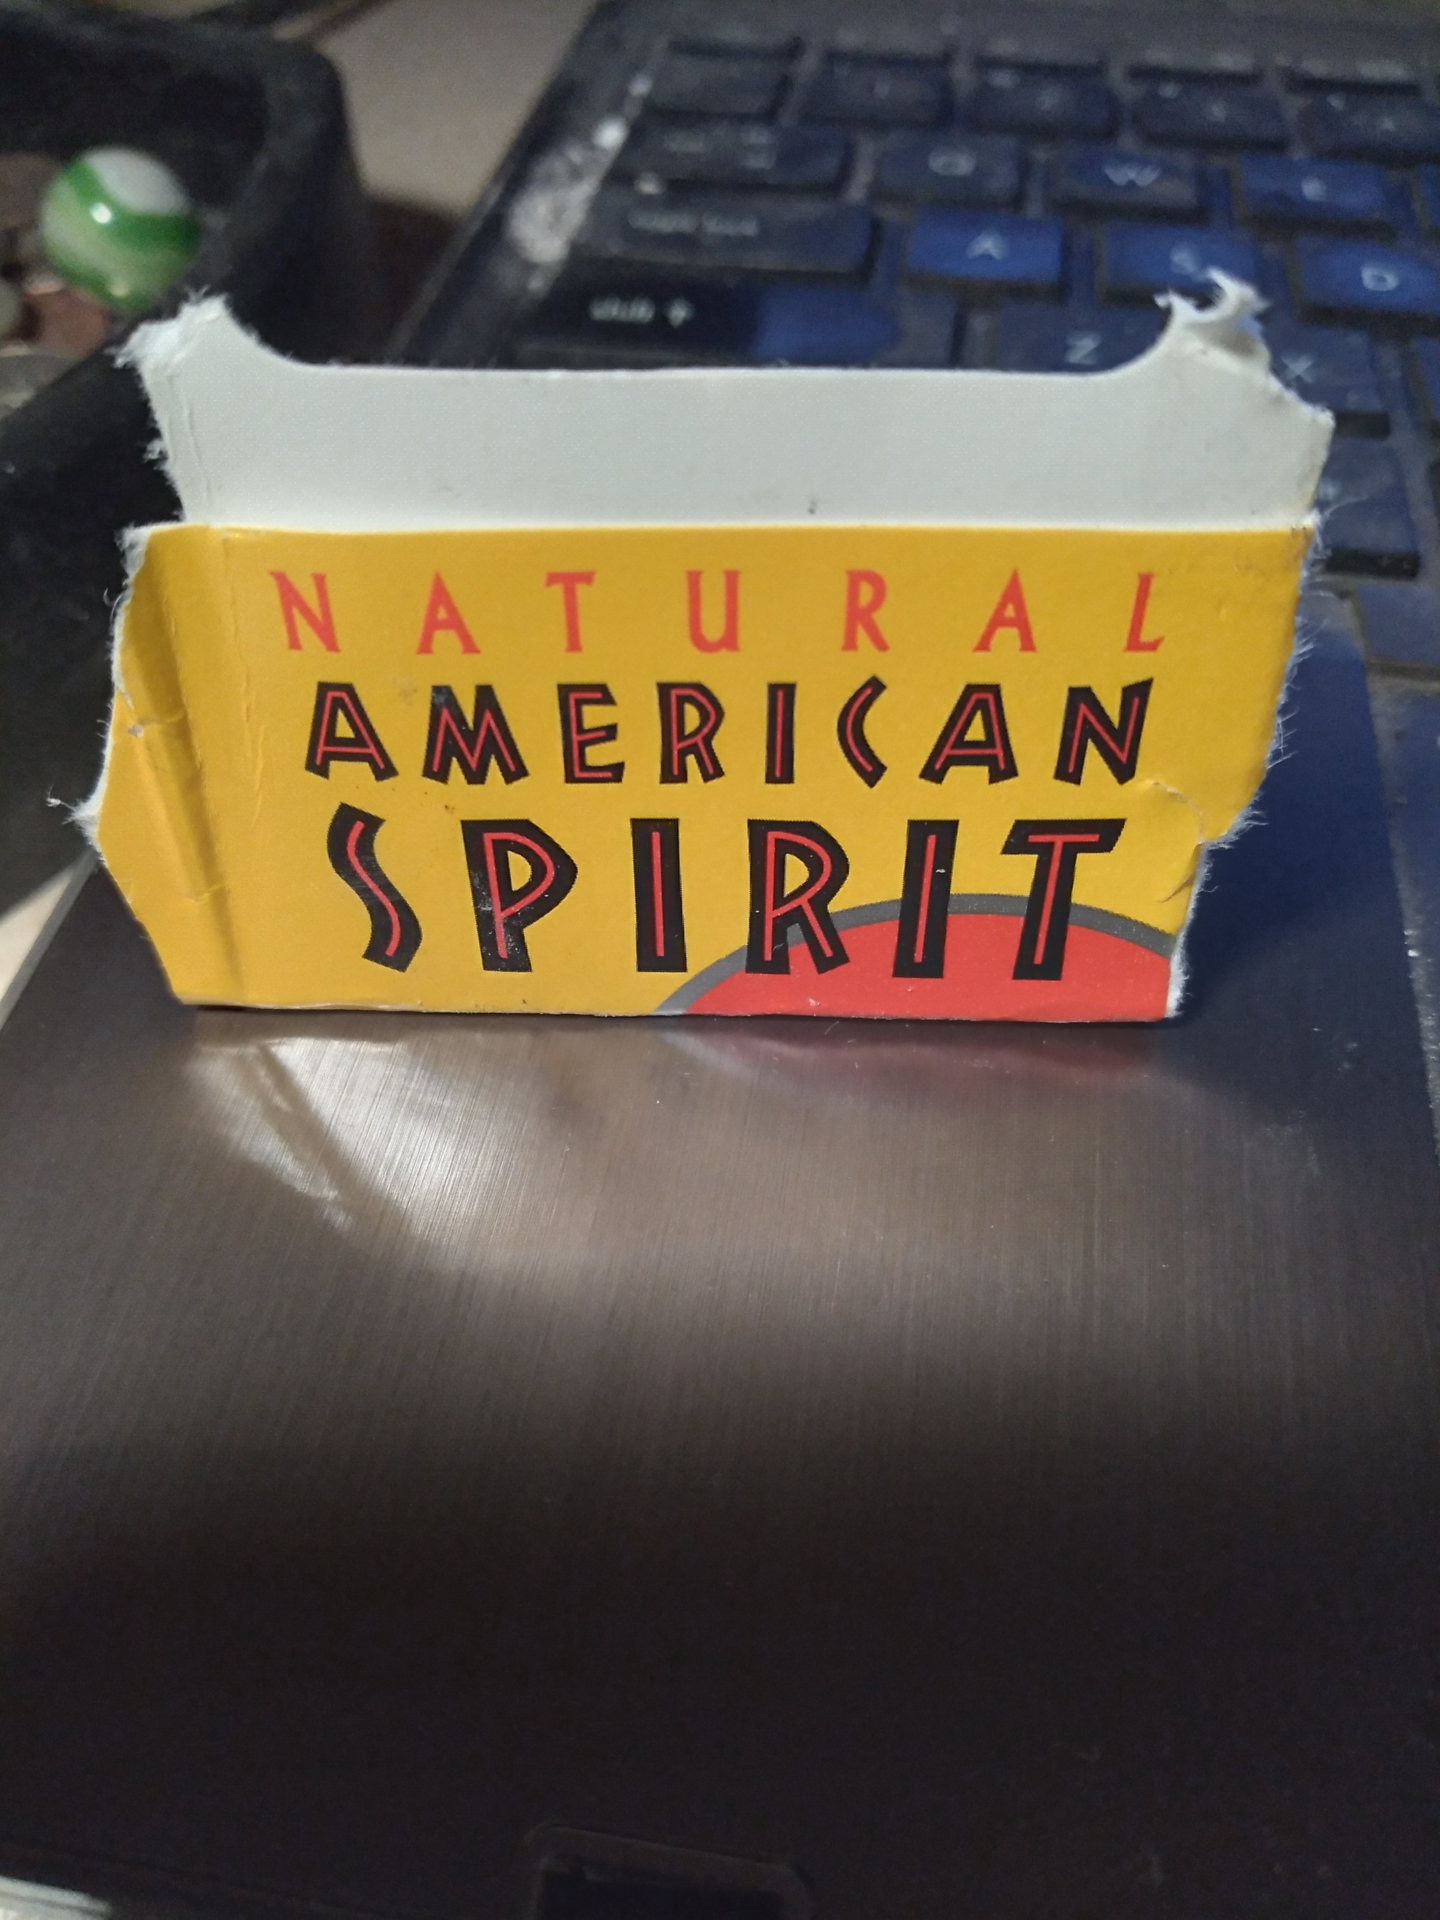 NATURAL
AMERICAN
SPIRIT
Q W E
A S D
Z X